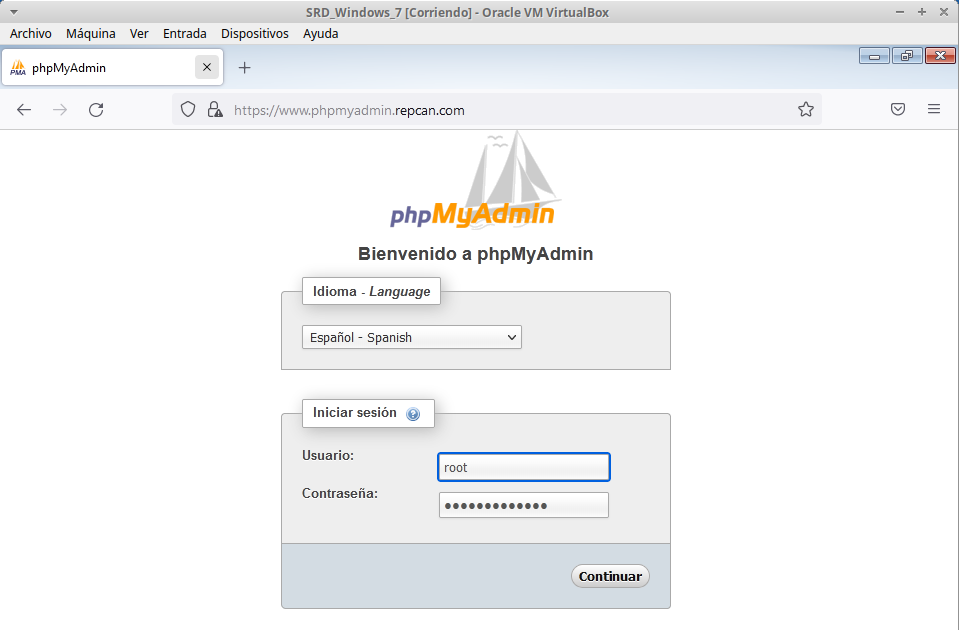 SRD_Windows_7 [Corriendo] - Oracle VM VirtualBox
Archivo Máquina Ver Entrada Dispositivos Ayuda
PMA phpMyAdmin
https://www.phpmyadmin.repcan.com
phpMyAdmin
Bienvenido a phpMyAdmin
Idioma - Language
Español - Spanish
Iniciar sesión
Usuario: root
Contraseña: •••••••••••••
Continuar